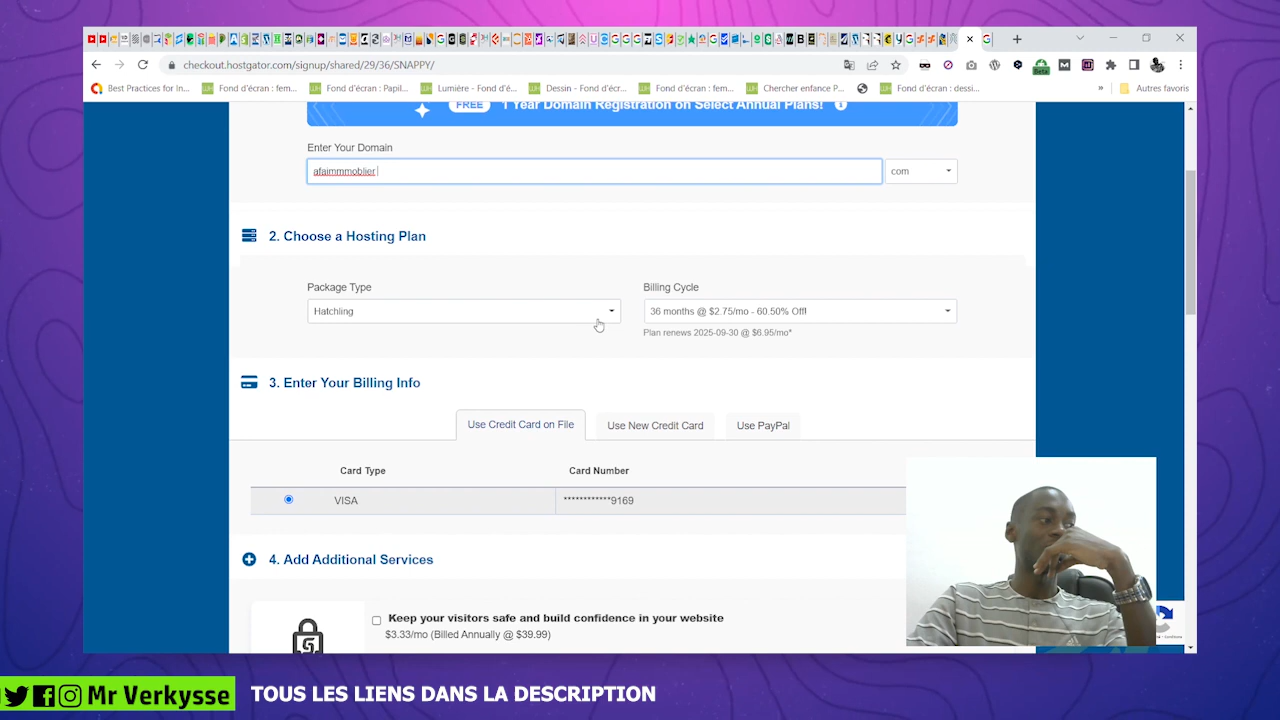 checkout.hostgator.com/signup/shared/29/36/SNAPPY/
Best Practices for In...
Fond d'écran : fem...
Fond d'écran : Papil...
Lumière - Fond d'é...
Dessin - Fond d'écr...
Fond d'écran : fem...
Chercher enfance P...
Fond d'écran : dessi...
»
Autres favoris
FREE 1 Year Domain Registration on Select Annual Plans!
Enter Your Domain
afaimmmoblier
com
2. Choose a Hosting Plan
Package Type
Billing Cycle
Hatchling
36 months @ $2.75/mo - 60.50% Off!
Plan renews 2025-09-30 @ $6.95/mo*
3. Enter Your Billing Info
Use Credit Card on File
Use New Credit Card
Use PayPal
Card Type
Card Number
VISA
************9169
4. Add Additional Services
Keep your visitors safe and build confidence in your website
$3.33/mo (Billed Annually @ $39.99)
Mr Verkysse
TOUS LES LIENS DANS LA DESCRIPTION